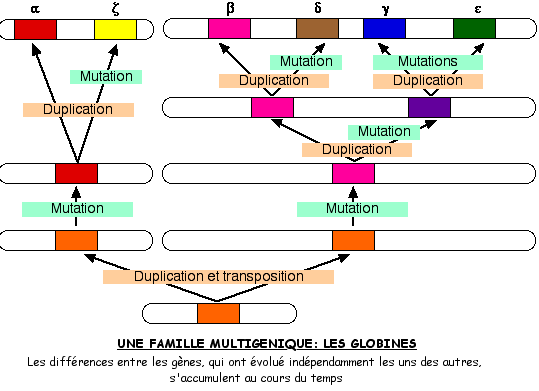 α ζ β δ γ ε
Mutation Mutation Mutations
Duplication Duplication Duplication
Mutation
Duplication
Mutation Mutation
Duplication et transposition
UNE FAMILLE MULTIGENIQUE: LES GLOBINES
Les différences entre les gènes, qui ont évolué indépendamment les uns des autres,
s'accumulent au cours du temps